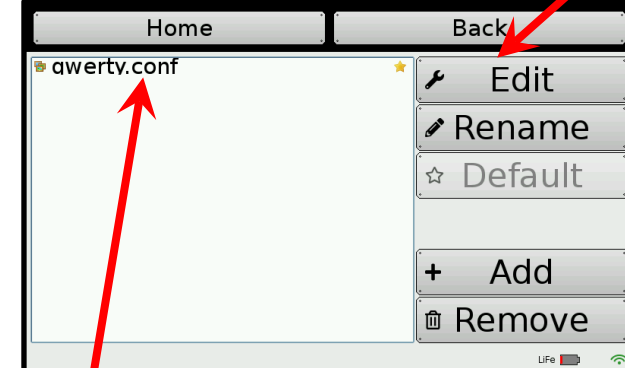 Home
Back
qwerty.conf
Edit
Rename
Default
Add
Remove
LiFe